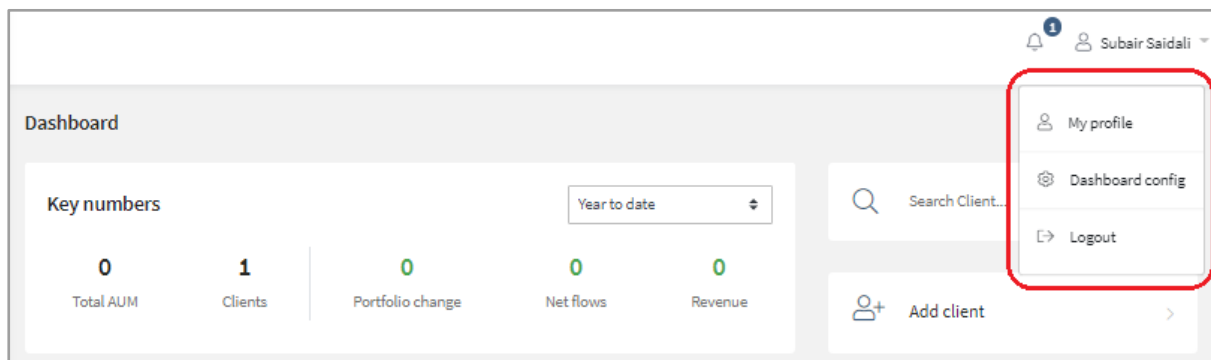 1
Subair Saidali
Dashboard
My profile
Dashboard config
Logout
Key numbers
Year to date
Search Client...
0
1
0
0
0
Total AUM
Clients
Portfolio change
Net flows
Revenue
Add client